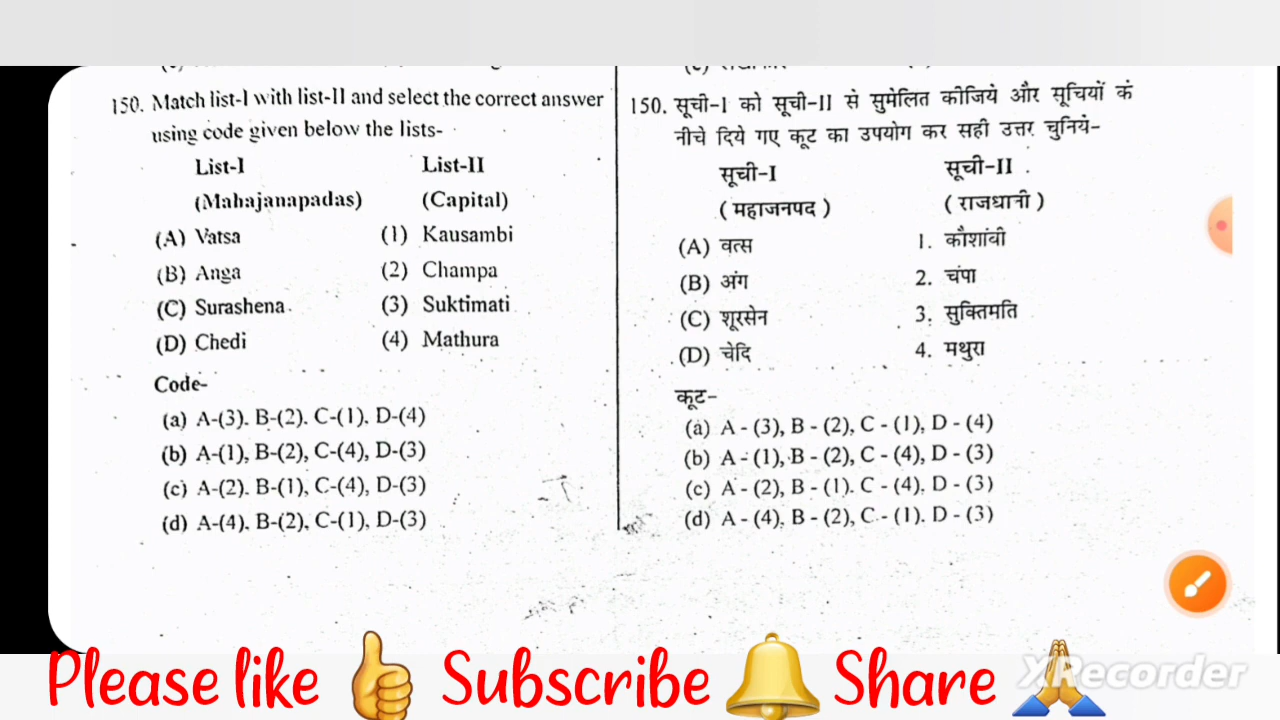 150. Match list-I with list-II and select the correct answer
using code given below the lists-
List-I List-II
(Mahajanapadas) (Capital)
(A) Vatsa (1) Kausambi
(B) Anga (2) Champa
(C) Surashena (3) Suktimati
(D) Chedi (4) Mathura
Code-
(a) A-(3). B-(2). C-(1). D-(4)
(b) A-(1), B-(2), C-(4), D-(3)
(c) A-(2). B-(1), C-(4), D-(3)
(d) A-(4). B-(2), C-(1), D-(3)
150. सूची-I को सूची-II से सुमेलित कीजिये और सूचियों के
नीचे दिये गए कूट का उपयोग कर सही उत्तर चुनिये-
सूची-I सूची-II
( महाजनपद ) ( राजधानी )
(A) वत्स 1. कौशांबी
(B) अंग 2. चंपा
(C) शूरसेन 3. सुक्तिमति
(D) चेदि 4. मथुरा
कूट-
(a) A - (3), B - (2), C - (1), D - (4)
(b) A - (1), B - (2), C - (4), D - (3)
(c) A - (2), B - (1). C - (4), D - (3)
(d) A - (4), B - (2), C - (1). D - (3)
Please like Subscribe Share
XRecorder